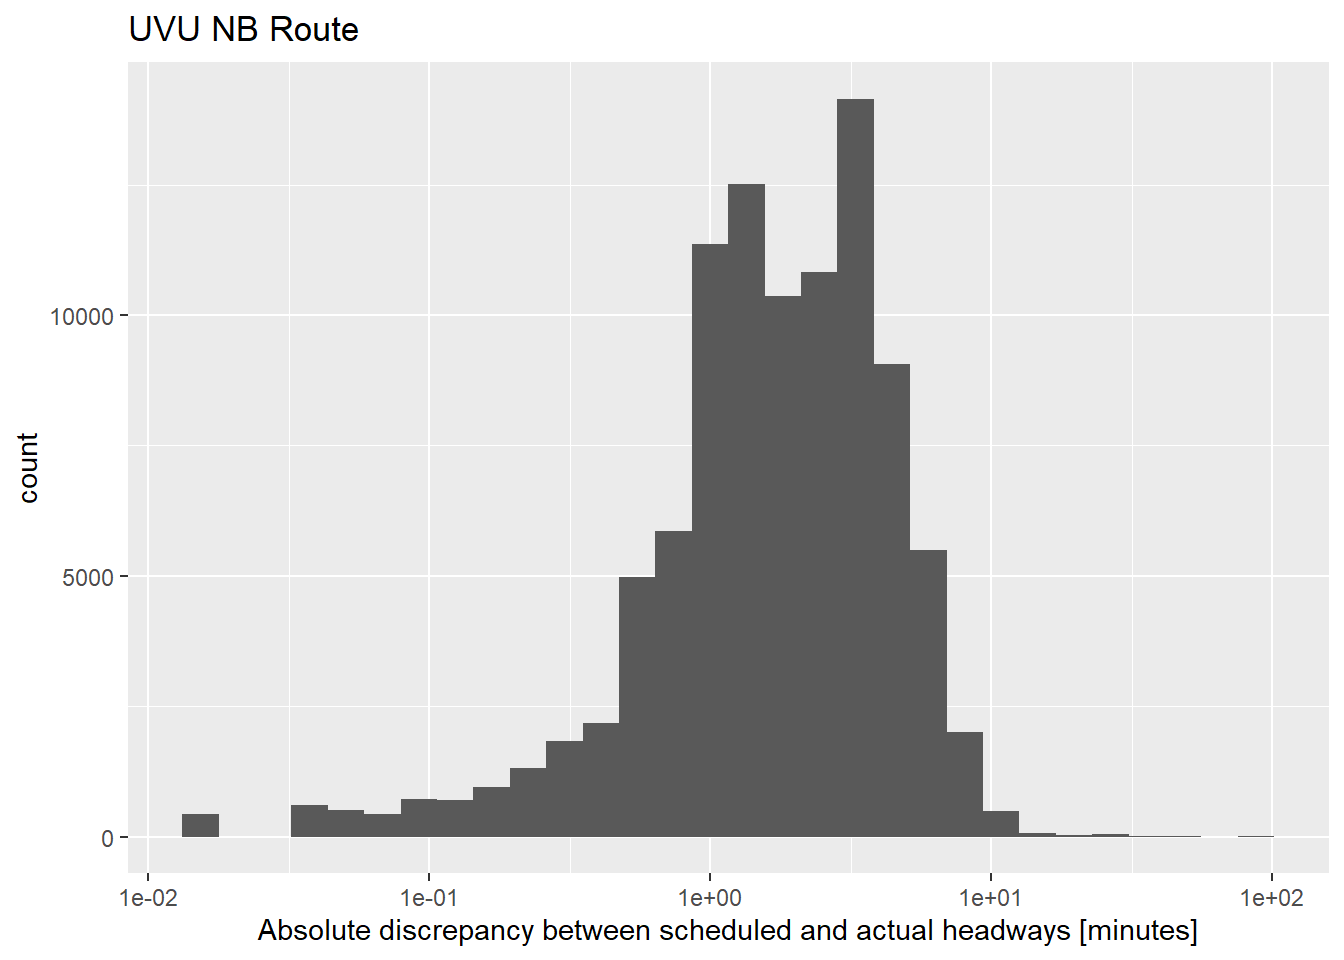 UVU NB Route
count
10000
5000
0
1e-02 1e-01 1e+00 1e+01 1e+02
Absolute discrepancy between scheduled and actual headways [minutes]